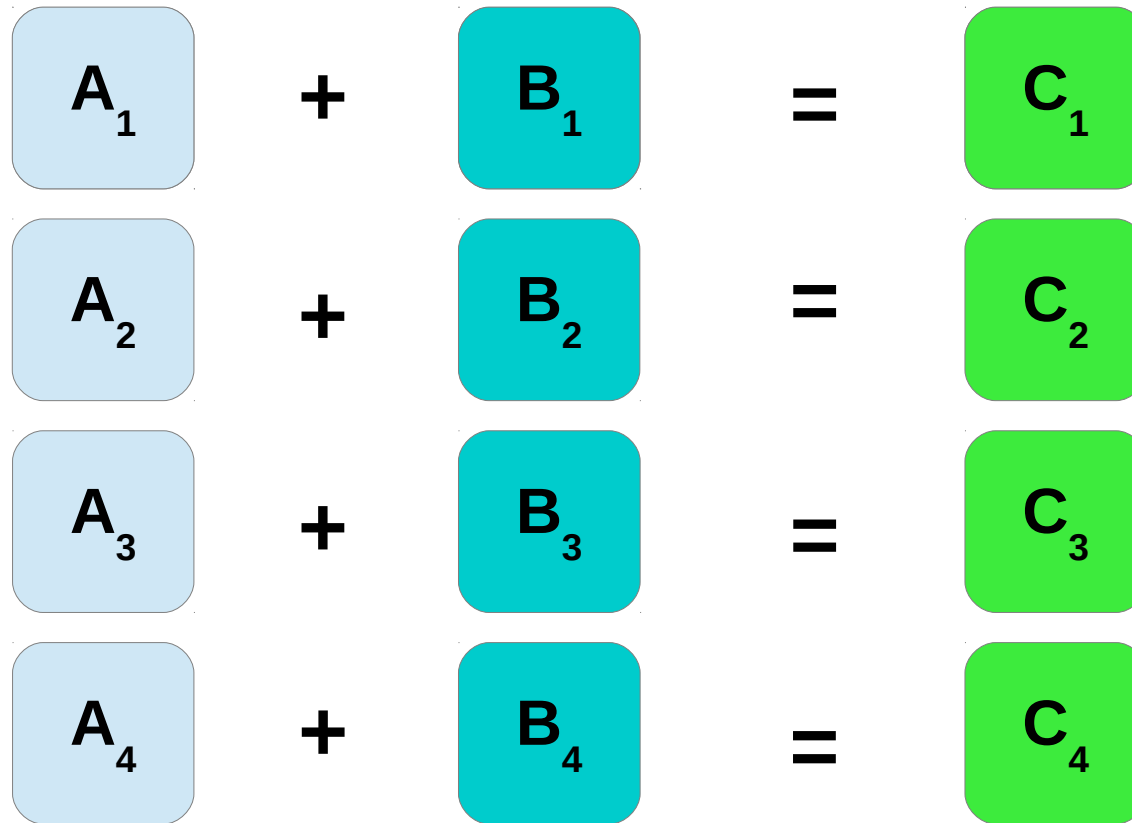 A₁ + B₁ = C₁
A₂ + B₂ = C₂
A₃ + B₃ = C₃
A₄ + B₄ = C₄